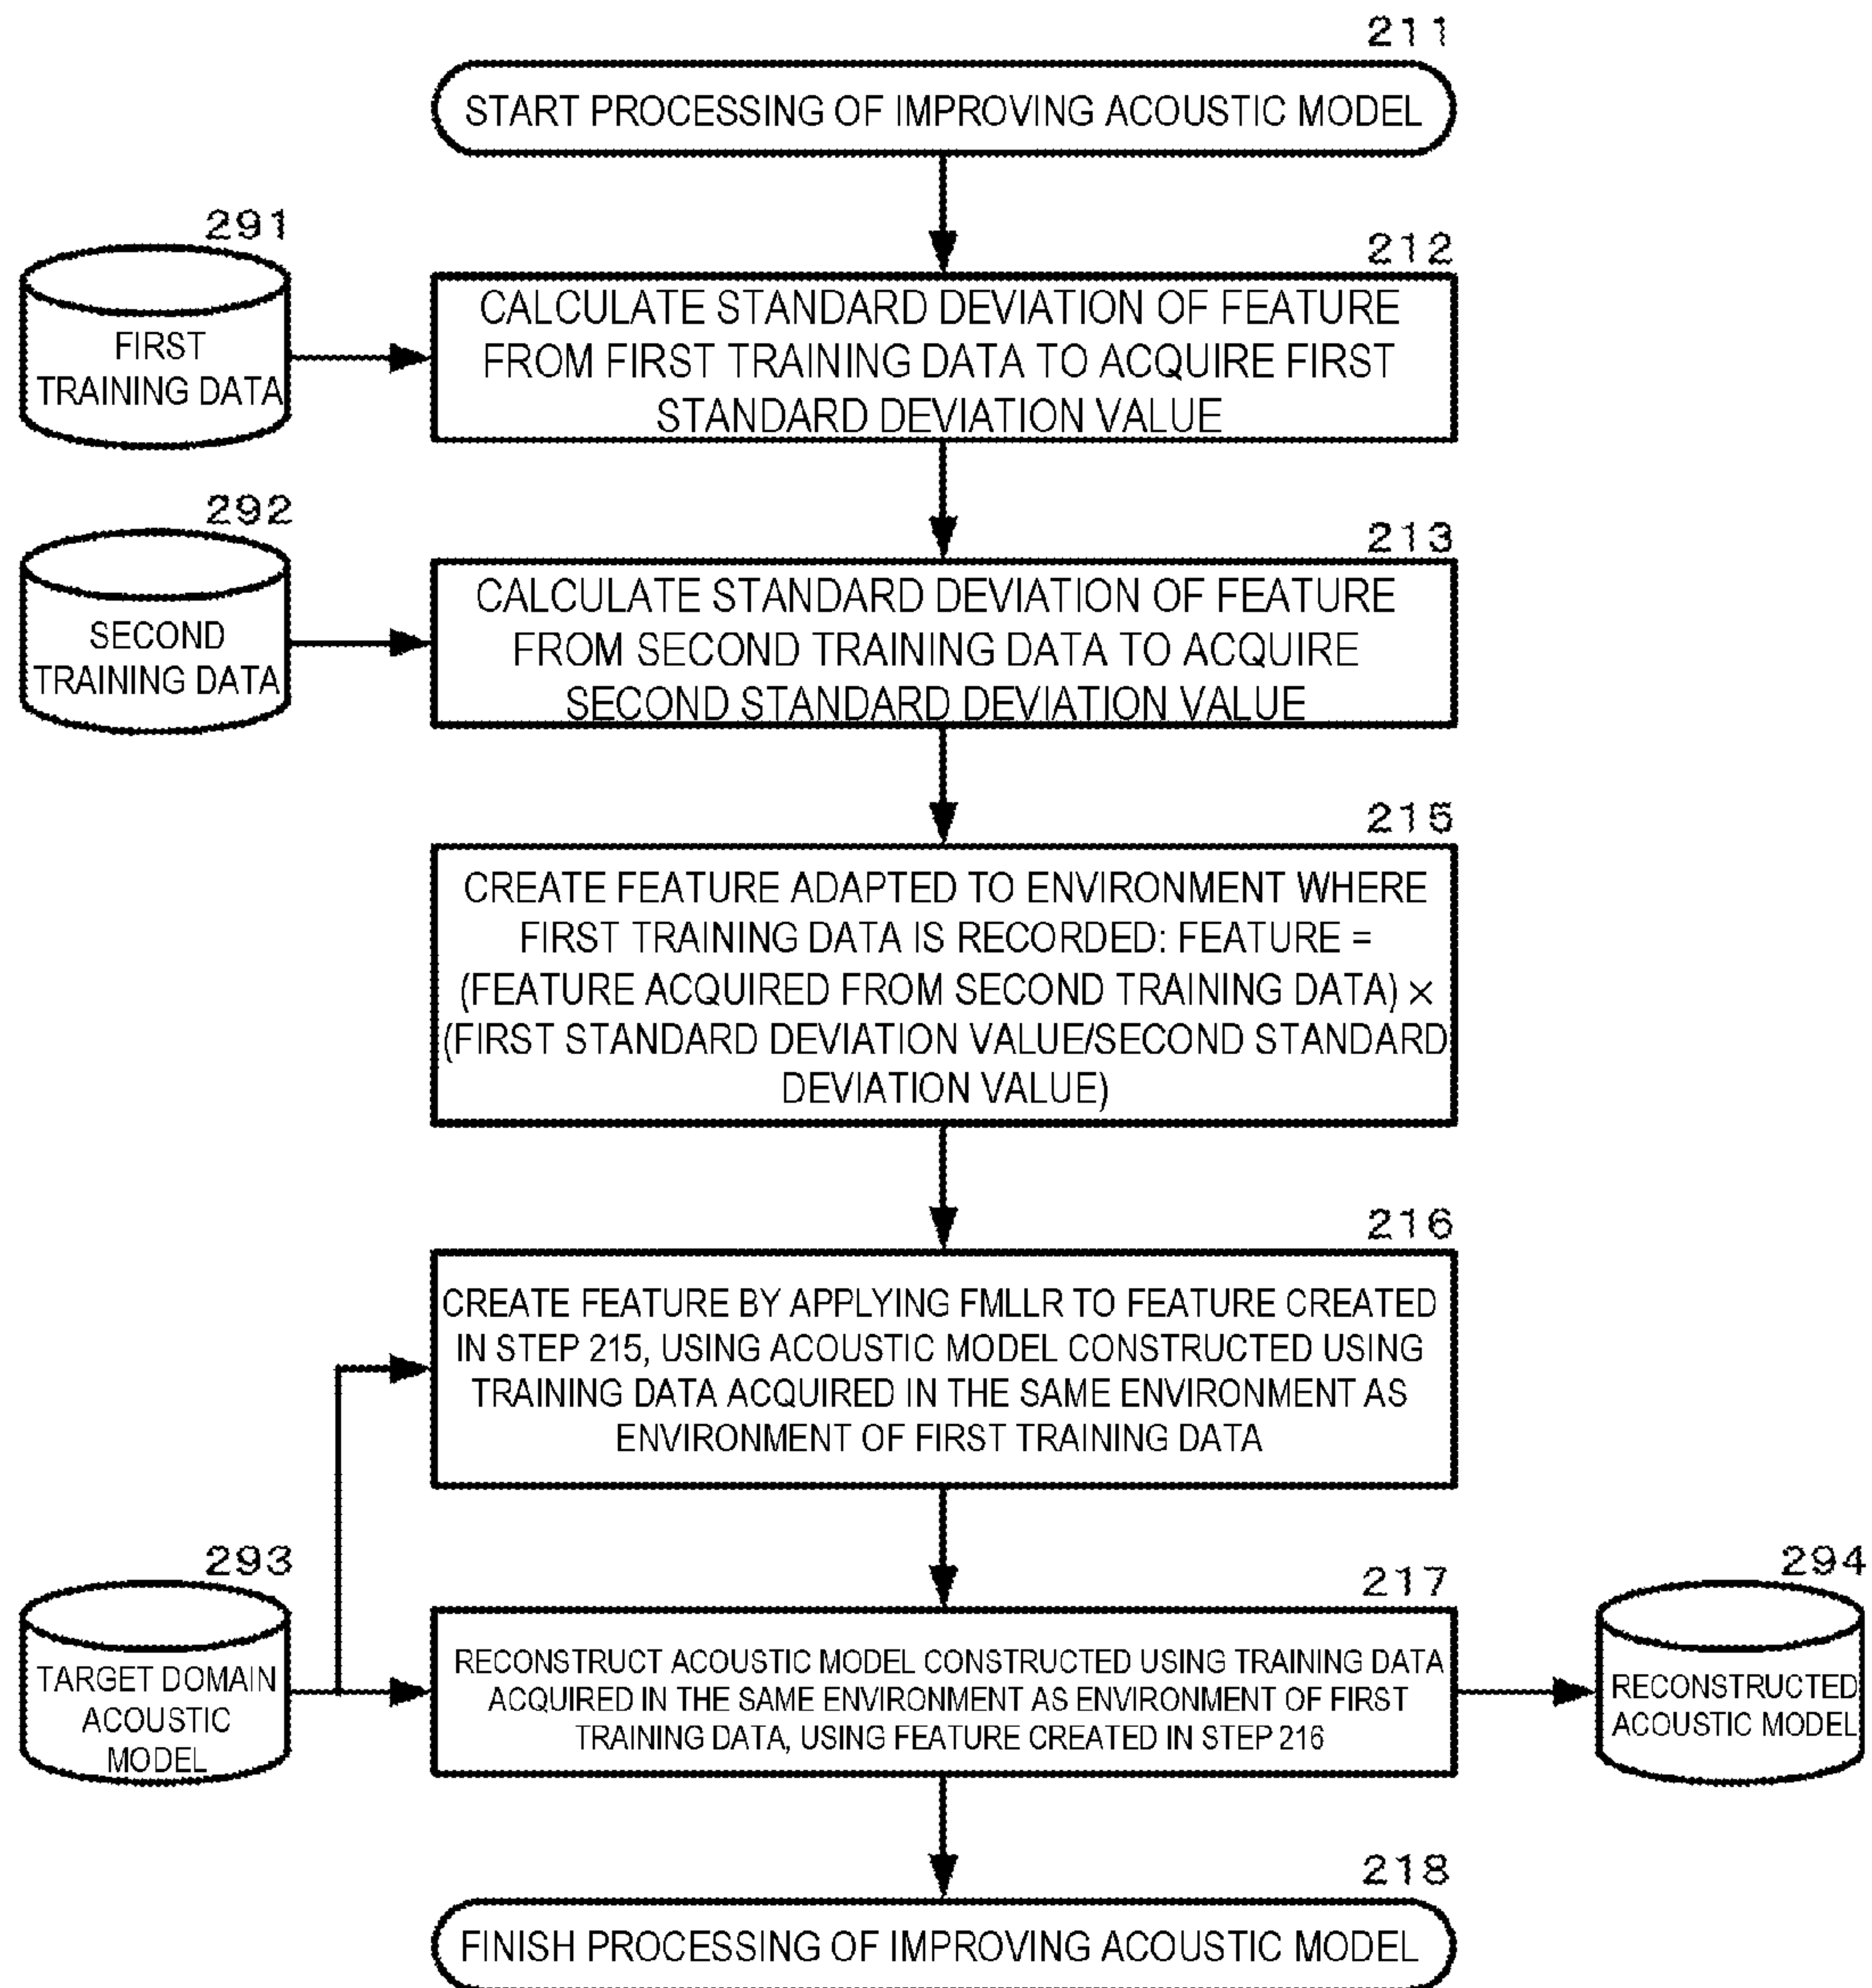 211
START PROCESSING OF IMPROVING ACOUSTIC MODEL
291
FIRST
TRAINING DATA
212
CALCULATE STANDARD DEVIATION OF FEATURE
FROM FIRST TRAINING DATA TO ACQUIRE FIRST
STANDARD DEVIATION VALUE
292
SECOND
TRAINING DATA
213
CALCULATE STANDARD DEVIATION OF FEATURE
FROM SECOND TRAINING DATA TO ACQUIRE
SECOND STANDARD DEVIATION VALUE
215
CREATE FEATURE ADAPTED TO ENVIRONMENT WHERE
FIRST TRAINING DATA IS RECORDED: FEATURE =
(FEATURE ACQUIRED FROM SECOND TRAINING DATA) ×
(FIRST STANDARD DEVIATION VALUE/SECOND STANDARD
DEVIATION VALUE)
216
CREATE FEATURE BY APPLYING FMLLR TO FEATURE CREATED
IN STEP 215, USING ACOUSTIC MODEL CONSTRUCTED USING
TRAINING DATA ACQUIRED IN THE SAME ENVIRONMENT AS
ENVIRONMENT OF FIRST TRAINING DATA
293
TARGET DOMAIN
ACOUSTIC
MODEL
217
RECONSTRUCT ACOUSTIC MODEL CONSTRUCTED USING TRAINING DATA
ACQUIRED IN THE SAME ENVIRONMENT AS ENVIRONMENT OF FIRST
TRAINING DATA, USING FEATURE CREATED IN STEP 216
294
RECONSTRUCTED
ACOUSTIC MODEL
218
FINISH PROCESSING OF IMPROVING ACOUSTIC MODEL